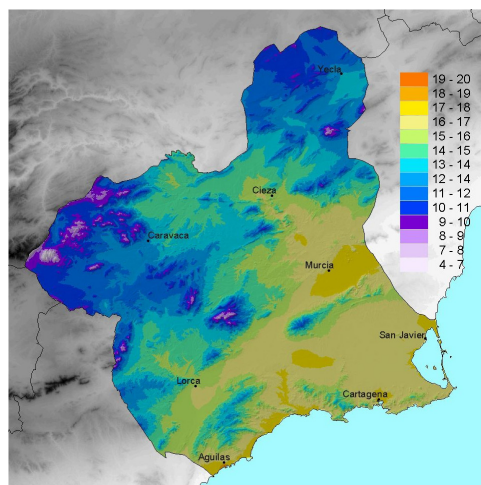 Yecla
19 - 20
18 - 19
17 - 18
16 - 17
15 - 16
14 - 15
13 - 14
12 - 14
11 - 12
10 - 11
9 - 10
8 - 9
7 - 8
4 - 7
Cieza
Caravaca
Murcia
San Javier
Lorca
Cartagena
Aguilas